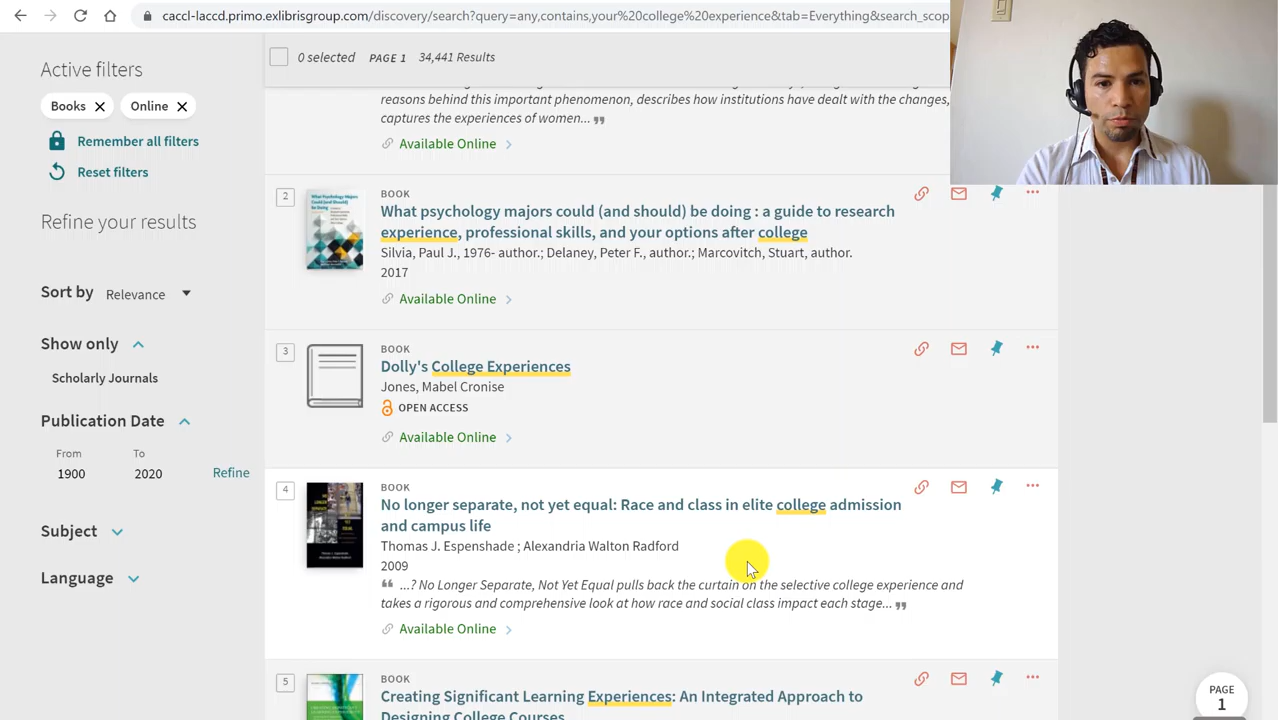 caccl-laccd.primo.exlibrisgroup.com/discovery/search?query=any,contains,your%20college%20experience&tab=Everything&search_scop
Active filters
Books
Online
Remember all filters
Reset filters
Refine your results
Sort by Relevance
Show only
Scholarly Journals
Publication Date
From To
1900 2020 Refine
Subject
Language
0 selected PAGE 1 34,441 Results
reasons behind this important phenomenon, describes how institutions have dealt with the changes,
captures the experiences of women...
Available Online
2
BOOK
What psychology majors could (and should) be doing : a guide to research
experience, professional skills, and your options after college
Silvia, Paul J., 1976- author.; Delaney, Peter F., author.; Marcovitch, Stuart, author.
2017
Available Online
3
BOOK
Dolly's College Experiences
Jones, Mabel Cronise
OPEN ACCESS
Available Online
4
BOOK
No longer separate, not yet equal: Race and class in elite college admission
and campus life
Thomas J. Espenshade ; Alexandria Walton Radford
2009
...? No Longer Separate, Not Yet Equal pulls back the curtain on the selective college experience and
takes a rigorous and comprehensive look at how race and social class impact each stage...
Available Online
5
BOOK
Creating Significant Learning Experiences: An Integrated Approach to
Designing College Courses
PAGE
1